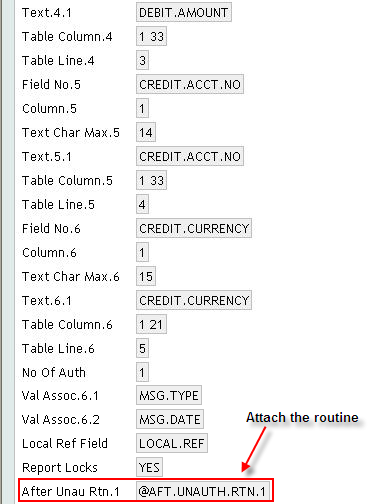 Text.4.1 DEBIT.AMOUNT
Table Column.4 1 33
Table Line.4 3
Field No.5 CREDIT.ACCT.NO
Column.5 1
Text Char Max.5 14
Text.5.1 CREDIT.ACCT.NO
Table Column.5 1 33
Table Line.5 4
Field No.6 CREDIT.CURRENCY
Column.6 1
Text Char Max.6 15
Text.6.1 CREDIT.CURRENCY
Table Column.6 1 21
Table Line.6 5
No Of Auth 1
Val Assoc.6.1 MSG.TYPE
Val Assoc.6.2 MSG.DATE
Attach the routine
Local Ref Field LOCAL.REF
Report Locks YES
After Unau Rtn.1 @AFT.UNAUTH.RTN.1